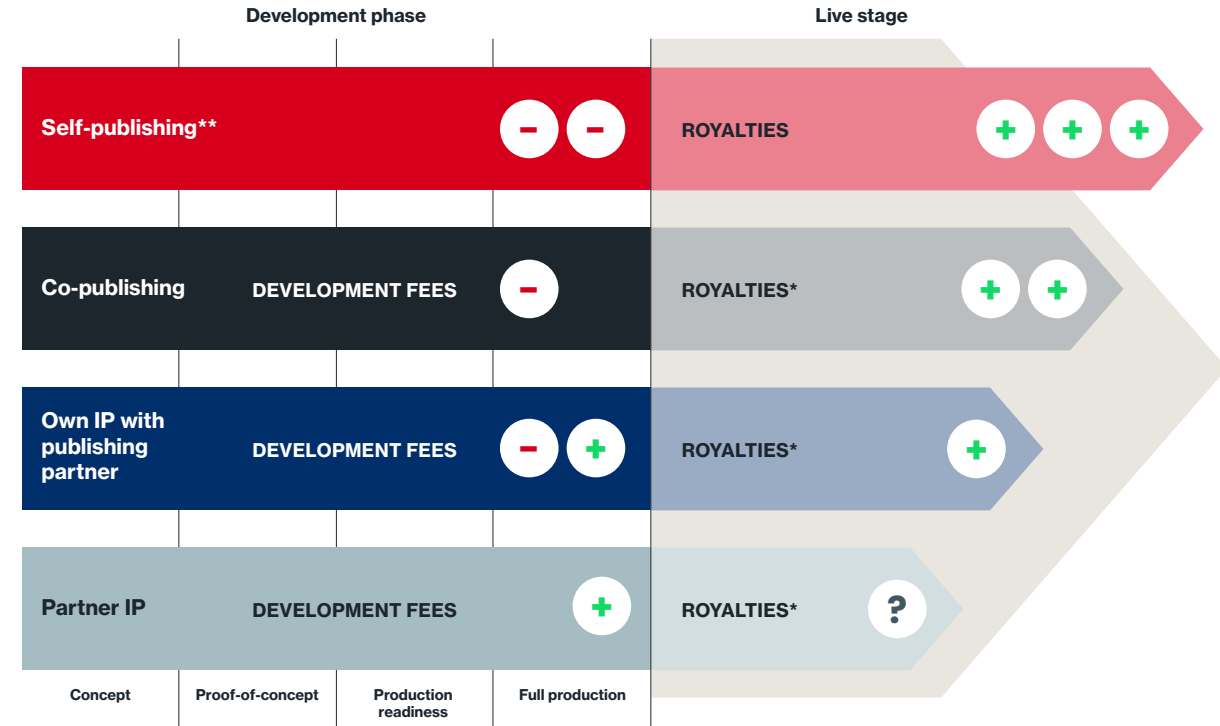 Development phase
Live stage
Self-publishing**
ROYALTIES
Co-publishing
DEVELOPMENT FEES
ROYALTIES*
Own IP with
publishing
partner
DEVELOPMENT FEES
ROYALTIES*
Partner IP
DEVELOPMENT FEES
ROYALTIES*
?
Concept
Proof-of-concept
Production
readiness
Full production